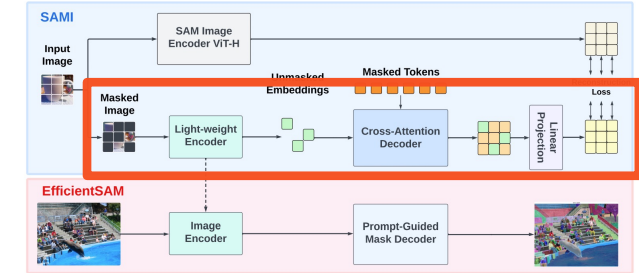 SAMI
SAM Image
Encoder ViT-H
Input
Image
Masked
Image
Unmasked
Embeddings
Masked Tokens
Loss
Light-weight
Encoder
Cross-Attention
Decoder
Linear
Projection
EfficientSAM
Image
Encoder
Prompt-Guided
Mask Decoder